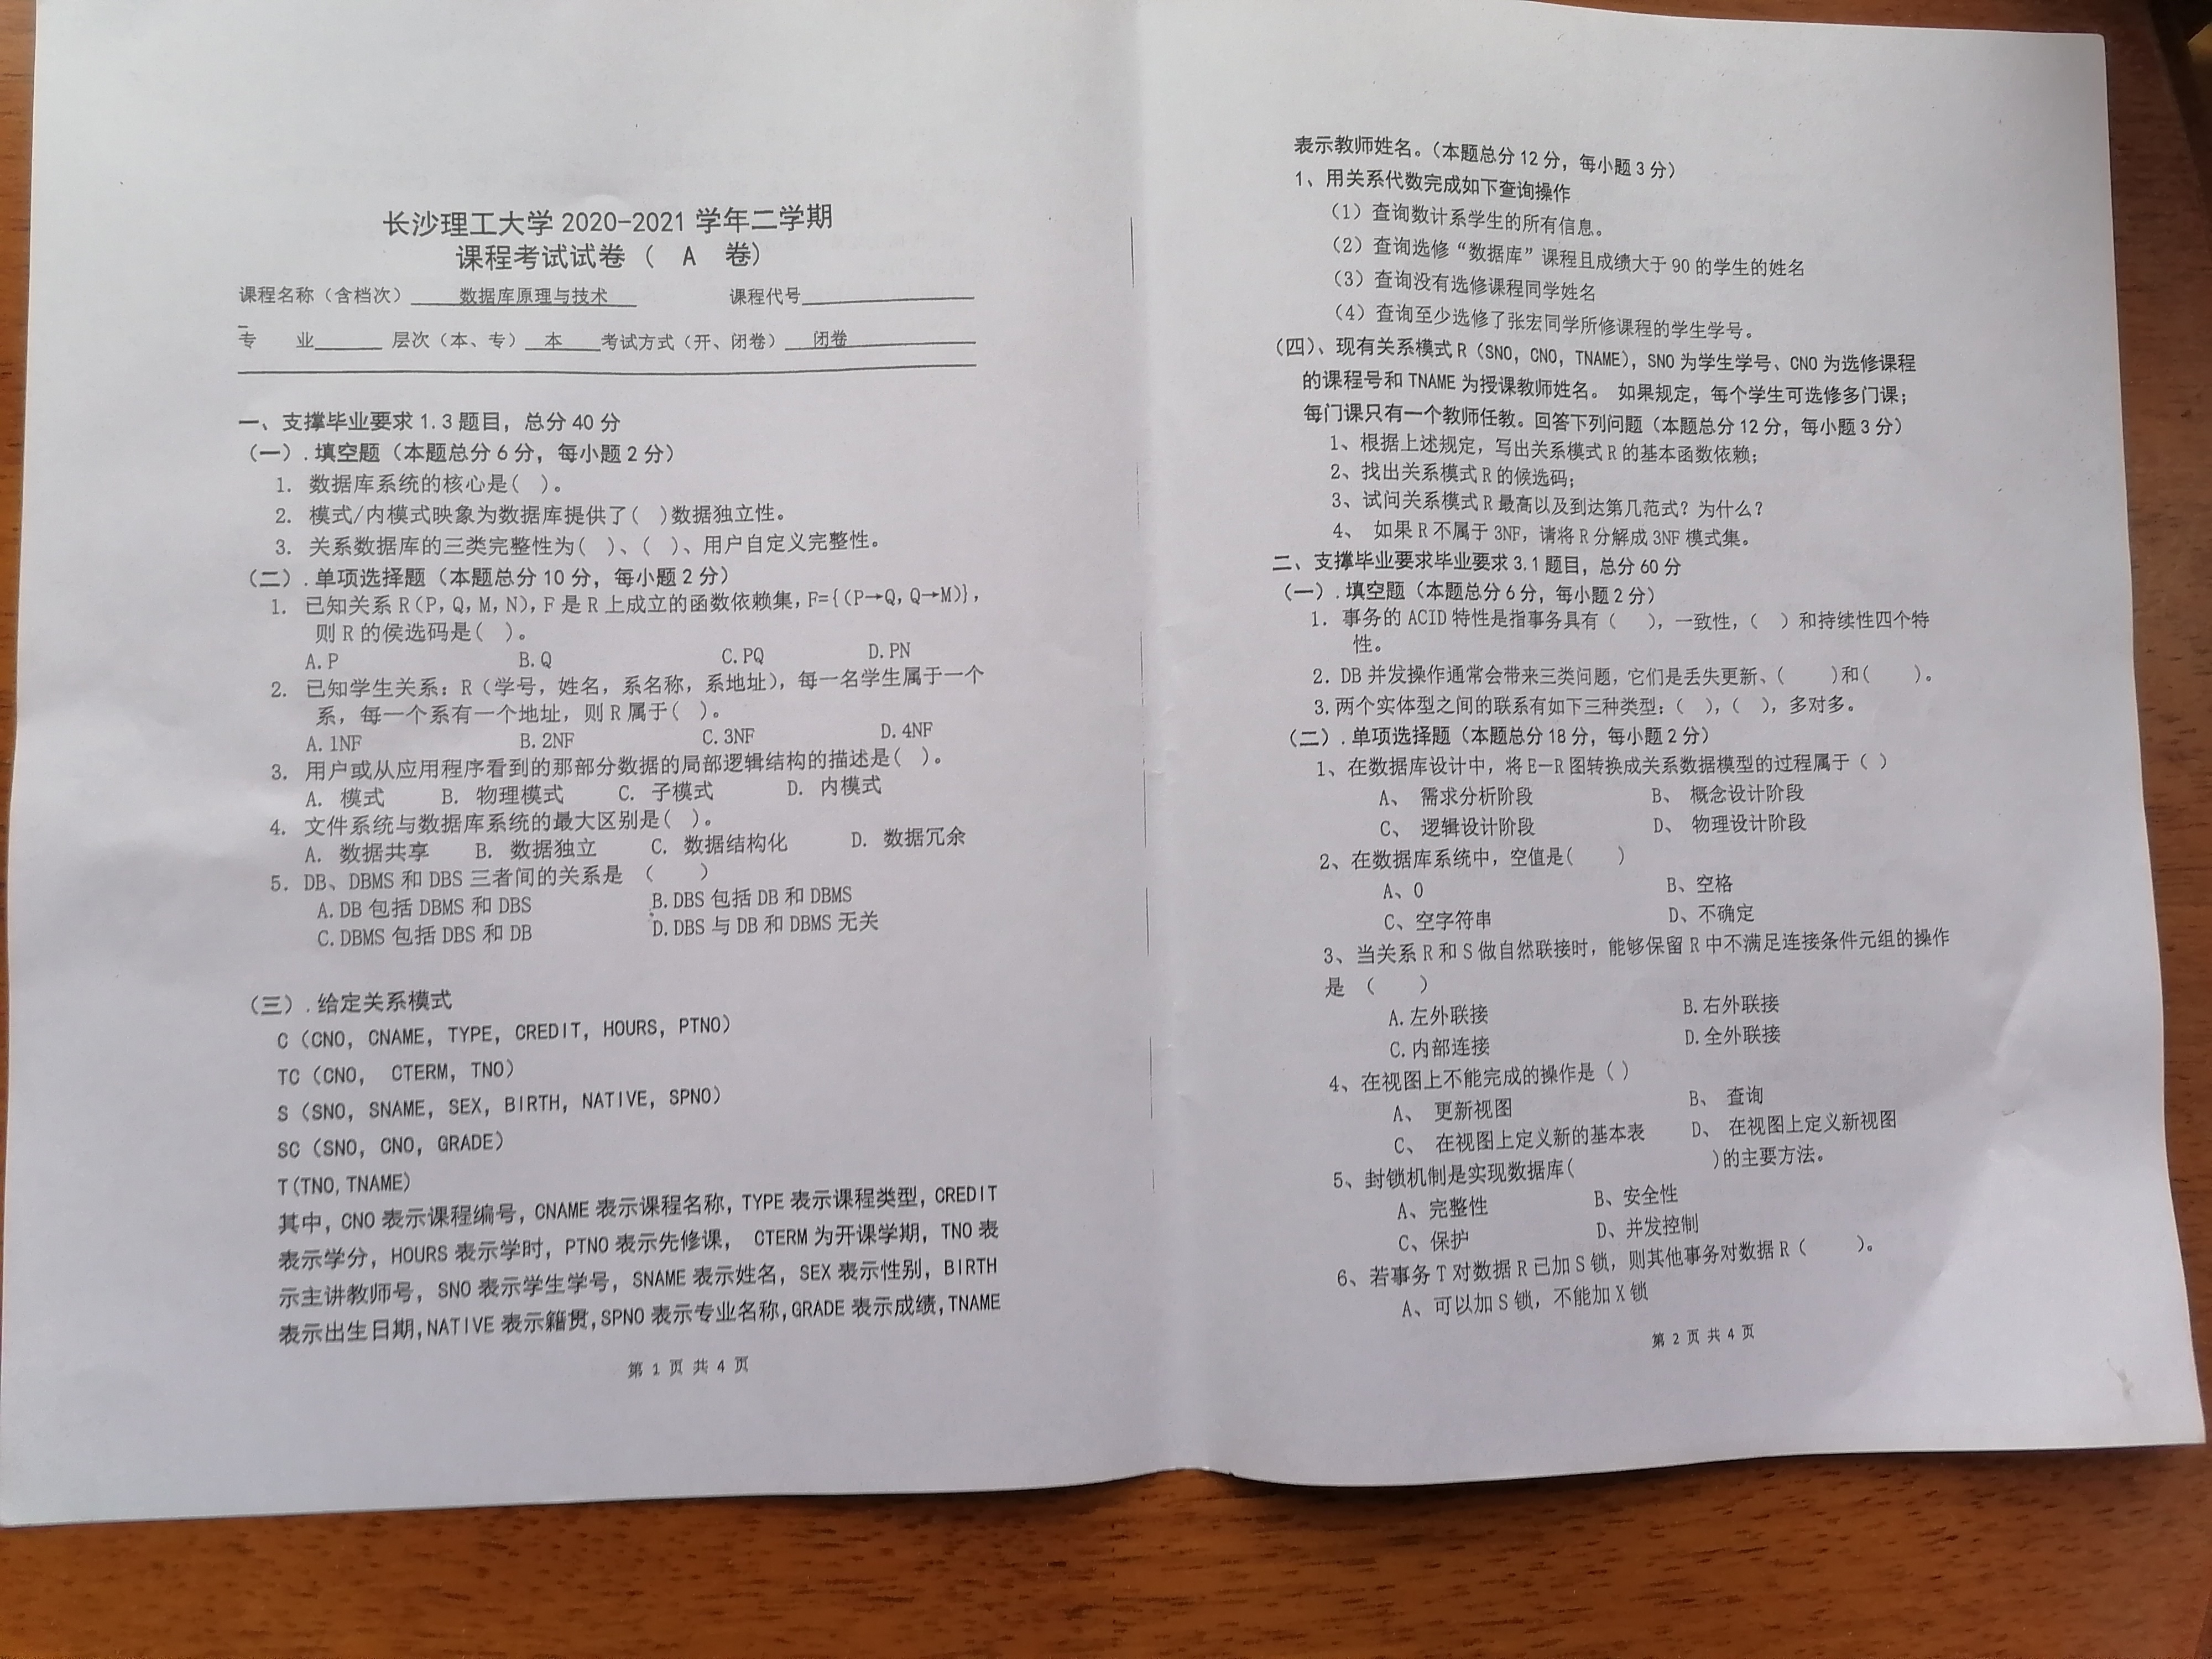 长沙理工大学 2020-2021 学年二学期
课程考试试卷 ( A 卷)
课程名称（含档次） 数据库原理与技术 课程代号
专 业 层次（本、专） 本 考试方式（开、闭卷） 闭卷
一、支撑毕业要求 1.3 题目，总分 40 分
（一）.填空题（本题总分 6 分，每小题 2 分）
1. 数据库系统的核心是( )。
2. 模式/内模式映象为数据库提供了( )数据独立性。
3. 关系数据库的三类完整性为( )、( )、用户自定义完整性。
（二）.单项选择题（本题总分 10 分，每小题 2 分）
1. 已知关系 R(P,Q,M,N),F 是 R 上成立的函数依赖集,F={(P→Q,Q→M)},
则 R 的侯选码是( )。
A.P B.Q C.PQ D.PN
2. 已知学生关系：R（学号，姓名，系名称，系地址），每一名学生属于一个
系，每一个系有一个地址，则 R 属于( )。
A.1NF B.2NF C.3NF D.4NF
3. 用户或从应用程序看到的那部分数据的局部逻辑结构的描述是( )。
A. 模式 B. 物理模式 C. 子模式 D. 内模式
4. 文件系统与数据库系统的最大区别是( )。
A. 数据共享 B. 数据独立 C. 数据结构化 D. 数据冗余
5. DB、DBMS 和 DBS 三者间的关系是 （ ）
A.DB 包括 DBMS 和 DBS B.DBS 包括 DB 和 DBMS
C.DBMS 包括 DBS 和 DB D.DBS 与 DB 和 DBMS 无关
（三）.给定关系模式
C（CNO, CNAME, TYPE, CREDIT, HOURS, PTNO）
TC（CNO, CTERM, TNO）
S（SNO, SNAME, SEX, BIRTH, NATIVE, SPNO）
SC（SNO, CNO, GRADE）
T(TNO,TNAME)
其中, CNO 表示课程编号, CNAME 表示课程名称, TYPE 表示课程类型, CREDIT
表示学分, HOURS 表示学时, PTNO 表示先修课, CTERM 为开课学期, TNO 表
示主讲教师号, SNO 表示学生学号, SNAME 表示姓名, SEX 表示性别, BIRTH
表示出生日期,NATIVE 表示籍贯,SPNO 表示专业名称,GRADE 表示成绩,TNAME
第 1 页 共 4 页
表示教师姓名。（本题总分 12 分，每小题 3 分）
1、用关系代数完成如下查询操作
（1）查询数计系学生的所有信息。
（2）查询选修“数据库”课程且成绩大于 90 的学生的姓名
（3）查询没有选修课程同学姓名
（4）查询至少选修了张宏同学所修课程的学生学号。
（四）、现有关系模式 R（SNO, CNO, TNAME），SNO 为学生学号、CNO 为选修课程
的课程号和 TNAME 为授课教师姓名。 如果规定，每个学生可选修多门课；
每门课只有一个教师任教。回答下列问题（本题总分 12 分，每小题 3 分）
1、根据上述规定，写出关系模式 R 的基本函数依赖；
2、找出关系模式 R 的候选码；
3、试问关系模式 R 最高以及到达第几范式？为什么？
4、 如果 R 不属于 3NF，请将 R 分解成 3NF 模式集。
二、支撑毕业要求毕业要求 3.1 题目，总分 60 分
（一）.填空题（本题总分 6 分，每小题 2 分）
1. 事务的 ACID 特性是指事务具有（ ），一致性，（ ）和持续性四个特
性。
2. DB 并发操作通常会带来三类问题，它们是丢失更新、( )和( )。
3.两个实体型之间的联系有如下三种类型：( )，( )，多对多。
（二）.单项选择题（本题总分 18 分，每小题 2 分）
1、在数据库设计中，将 E－R 图转换成关系数据模型的过程属于（ ）
A、 需求分析阶段 B、 概念设计阶段
C、 逻辑设计阶段 D、 物理设计阶段
2、在数据库系统中，空值是( )
A、0 B、空格
C、空字符串 D、不确定
3、当关系 R 和 S 做自然联接时，能够保留 R 中不满足连接条件元组的操作
是 （ ）
A.左外联接 B.右外联接
C.内部连接 D.全外联接
4、在视图上不能完成的操作是（）
A、 更新视图 B、 查询
C、 在视图上定义新的基本表 D、 在视图上定义新视图
5、封锁机制是实现数据库( )的主要方法。
A、完整性 B、安全性
C、保护 D、并发控制
6、若事务 T 对数据 R 已加 S 锁，则其他事务对数据 R（ ）。
A、可以加 S 锁，不能加 X 锁
第 2 页 共 4 页